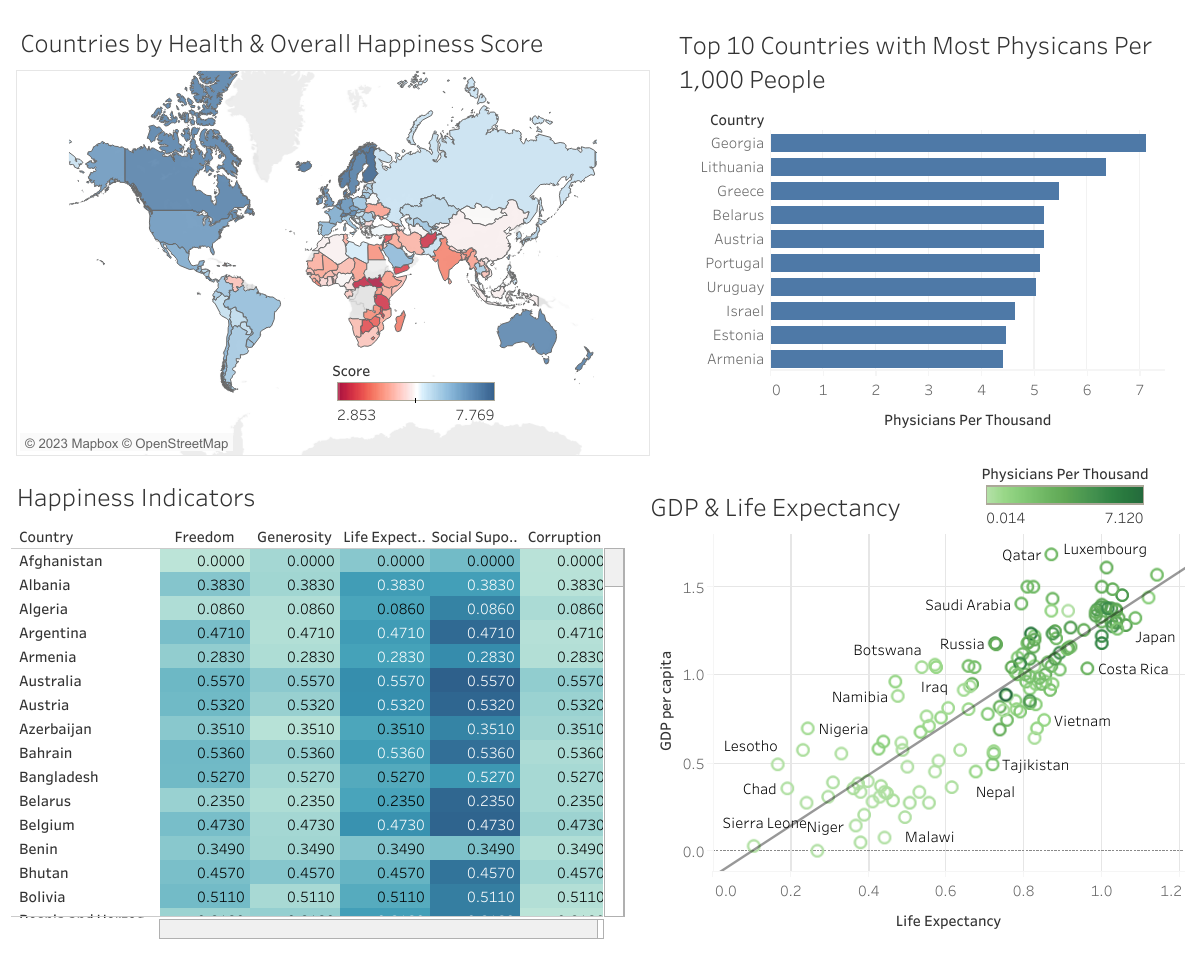 Countries by Health & Overall Happiness Score
Score
2.853 7.769
© 2023 Mapbox © OpenStreetMap
Top 10 Countries with Most Physicans Per
1,000 People
Country
Georgia
Lithuania
Greece
Belarus
Austria
Portugal
Uruguay
Israel
Estonia
Armenia
0 1 2 3 4 5 6 7
Physicians Per Thousand
Happiness Indicators
Country Freedom Generosity Life Expect.. Social Supo.. Corruption
Afghanistan 0.0000 0.0000 0.0000 0.0000 0.0000
Albania 0.3830 0.3830 0.3830 0.3830 0.3830
Algeria 0.0860 0.0860 0.0860 0.0860 0.0860
Argentina 0.4710 0.4710 0.4710 0.4710 0.4710
Armenia 0.2830 0.2830 0.2830 0.2830 0.2830
Australia 0.5570 0.5570 0.5570 0.5570 0.5570
Austria 0.5320 0.5320 0.5320 0.5320 0.5320
Azerbaijan 0.3510 0.3510 0.3510 0.3510 0.3510
Bahrain 0.5360 0.5360 0.5360 0.5360 0.5360
Bangladesh 0.5270 0.5270 0.5270 0.5270 0.5270
Belarus 0.2350 0.2350 0.2350 0.2350 0.2350
Belgium 0.4730 0.4730 0.4730 0.4730 0.4730
Benin 0.3490 0.3490 0.3490 0.3490 0.3490
Bhutan 0.4570 0.4570 0.4570 0.4570 0.4570
Bolivia 0.5110 0.5110 0.5110 0.5110 0.5110
Physicians Per Thousand
0.014 7.120
GDP & Life Expectancy
Qatar Luxembourg
1.5
Saudi Arabia
Japan
Russia
Botswana
Costa Rica
1.0
Iraq
Namibia
Vietnam
Nigeria
Lesotho
Tajikistan
0.5
Chad
Nepal
Sierra Leone Niger
Malawi
0.0
GDP per capita
0.0 0.2 0.4 0.6 0.8 1.0 1.2
Life Expectancy